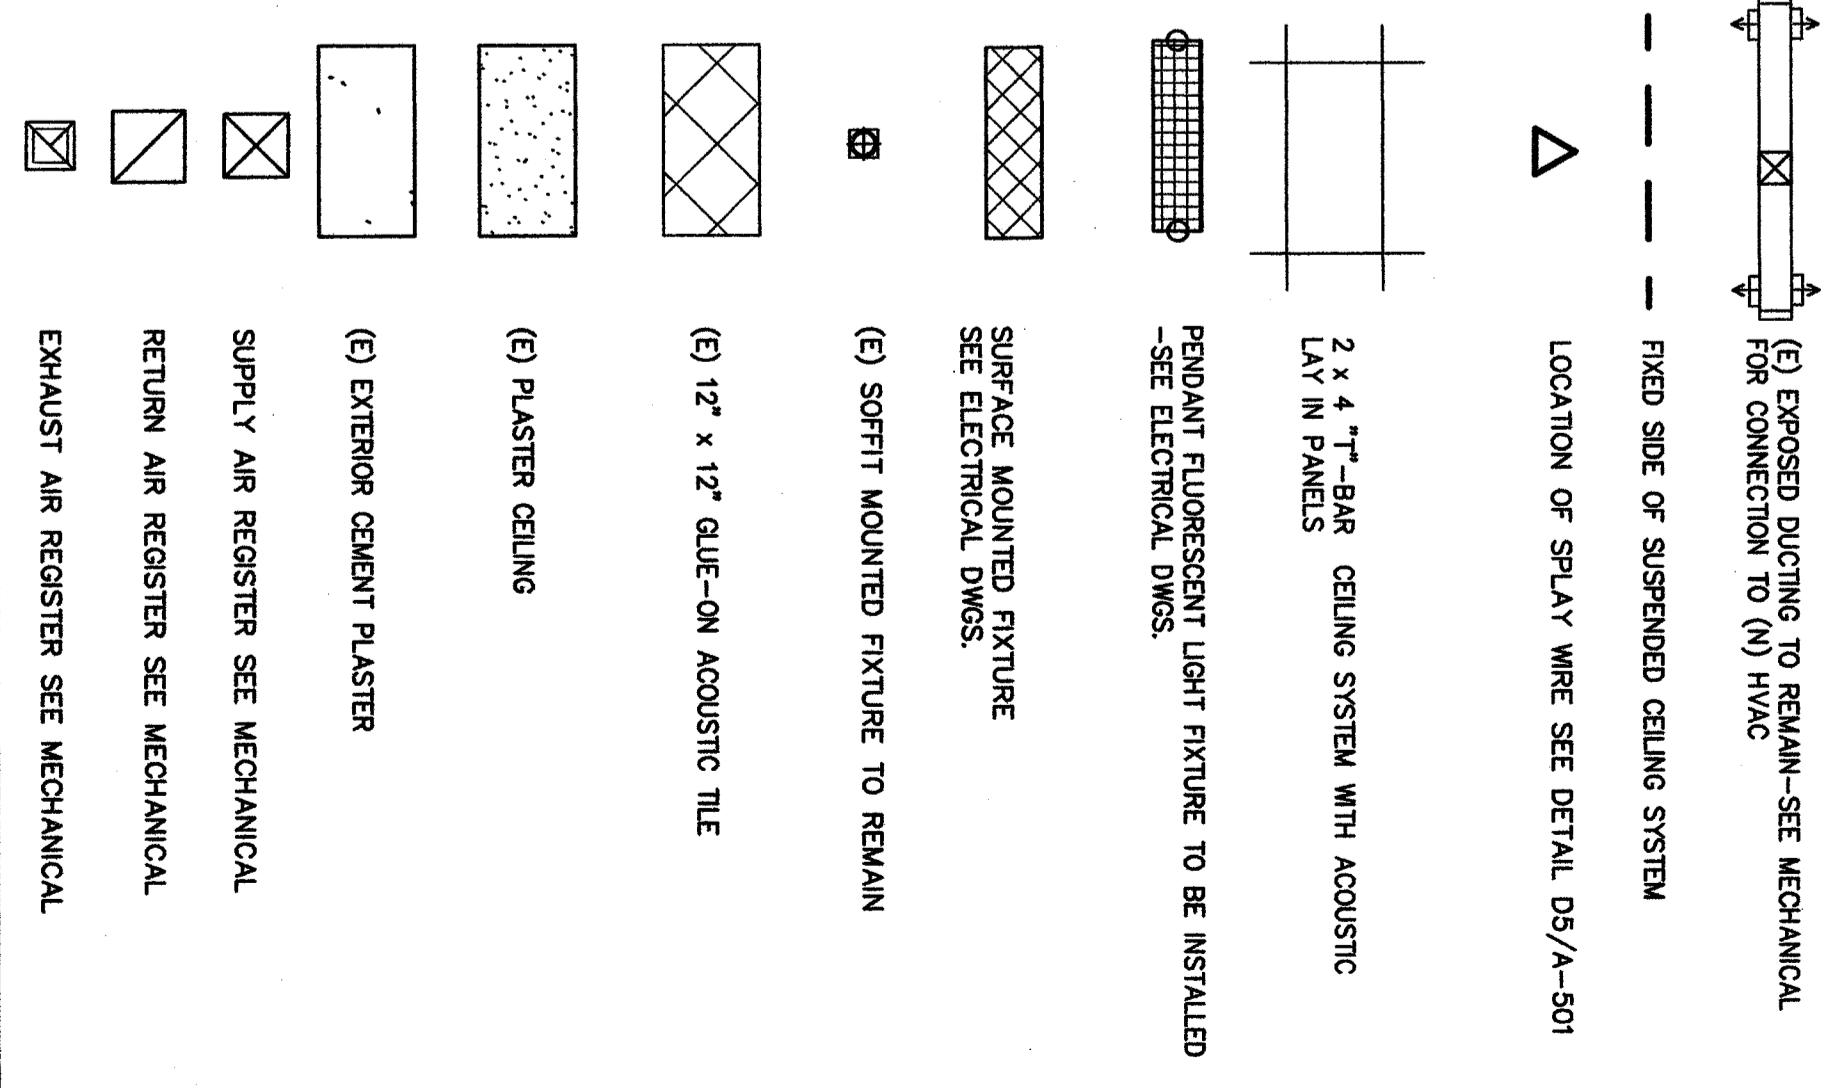 (E) EXPOSED DUCTING TO REMAIN-SEE MECHANICAL
FOR CONNECTION TO (N) HVAC
FIXED SIDE OF SUSPENDED CEILING SYSTEM
LOCATION OF SPLAY WIRE SEE DETAIL D5/A-501
2 x 4 "T"-BAR CEILING SYSTEM WITH ACOUSTIC
LAY IN PANELS
PENDANT FLUORESCENT LIGHT FIXTURE TO BE INSTALLED
-SEE ELECTRICAL DWGS.
SURFACE MOUNTED FIXTURE
SEE ELECTRICAL DWGS.
(E) SOFFIT MOUNTED FIXTURE TO REMAIN
(E) 12" x 12" GLUE-ON ACOUSTIC TILE
(E) PLASTER CEILING
(E) EXTERIOR CEMENT PLASTER
SUPPLY AIR REGISTER SEE MECHANICAL
RETURN AIR REGISTER SEE MECHANICAL
EXHAUST AIR REGISTER SEE MECHANICAL